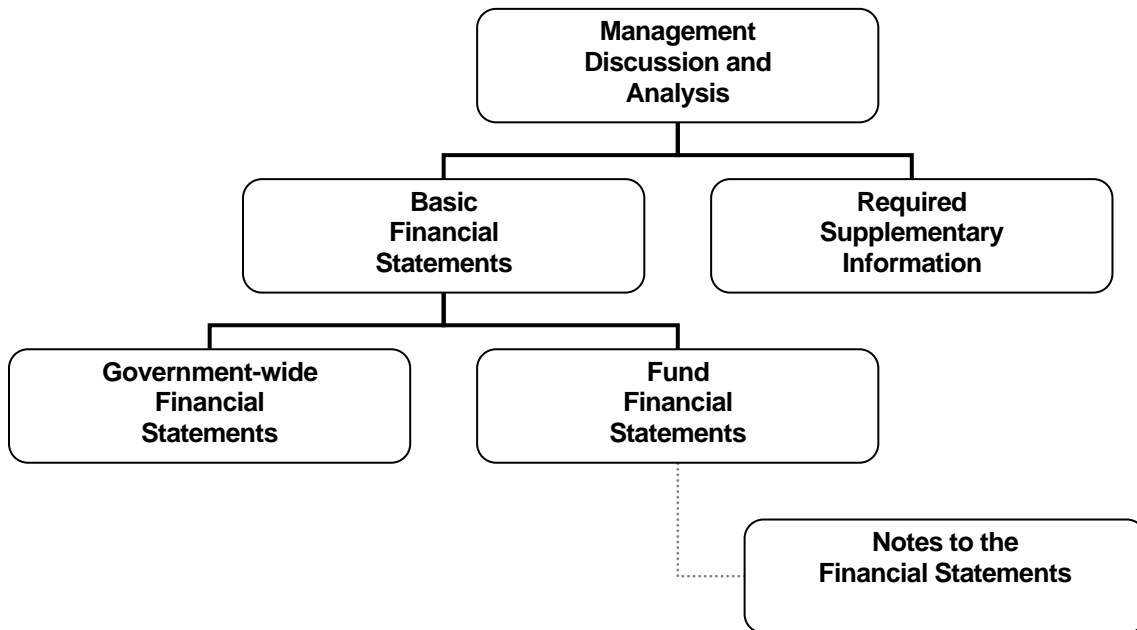 Management
Discussion and
Analysis
Basic
Financial
Statements
Required
Supplementary
Information
Government-wide
Financial
Statements
Fund
Financial
Statements
Notes to the
Financial Statements